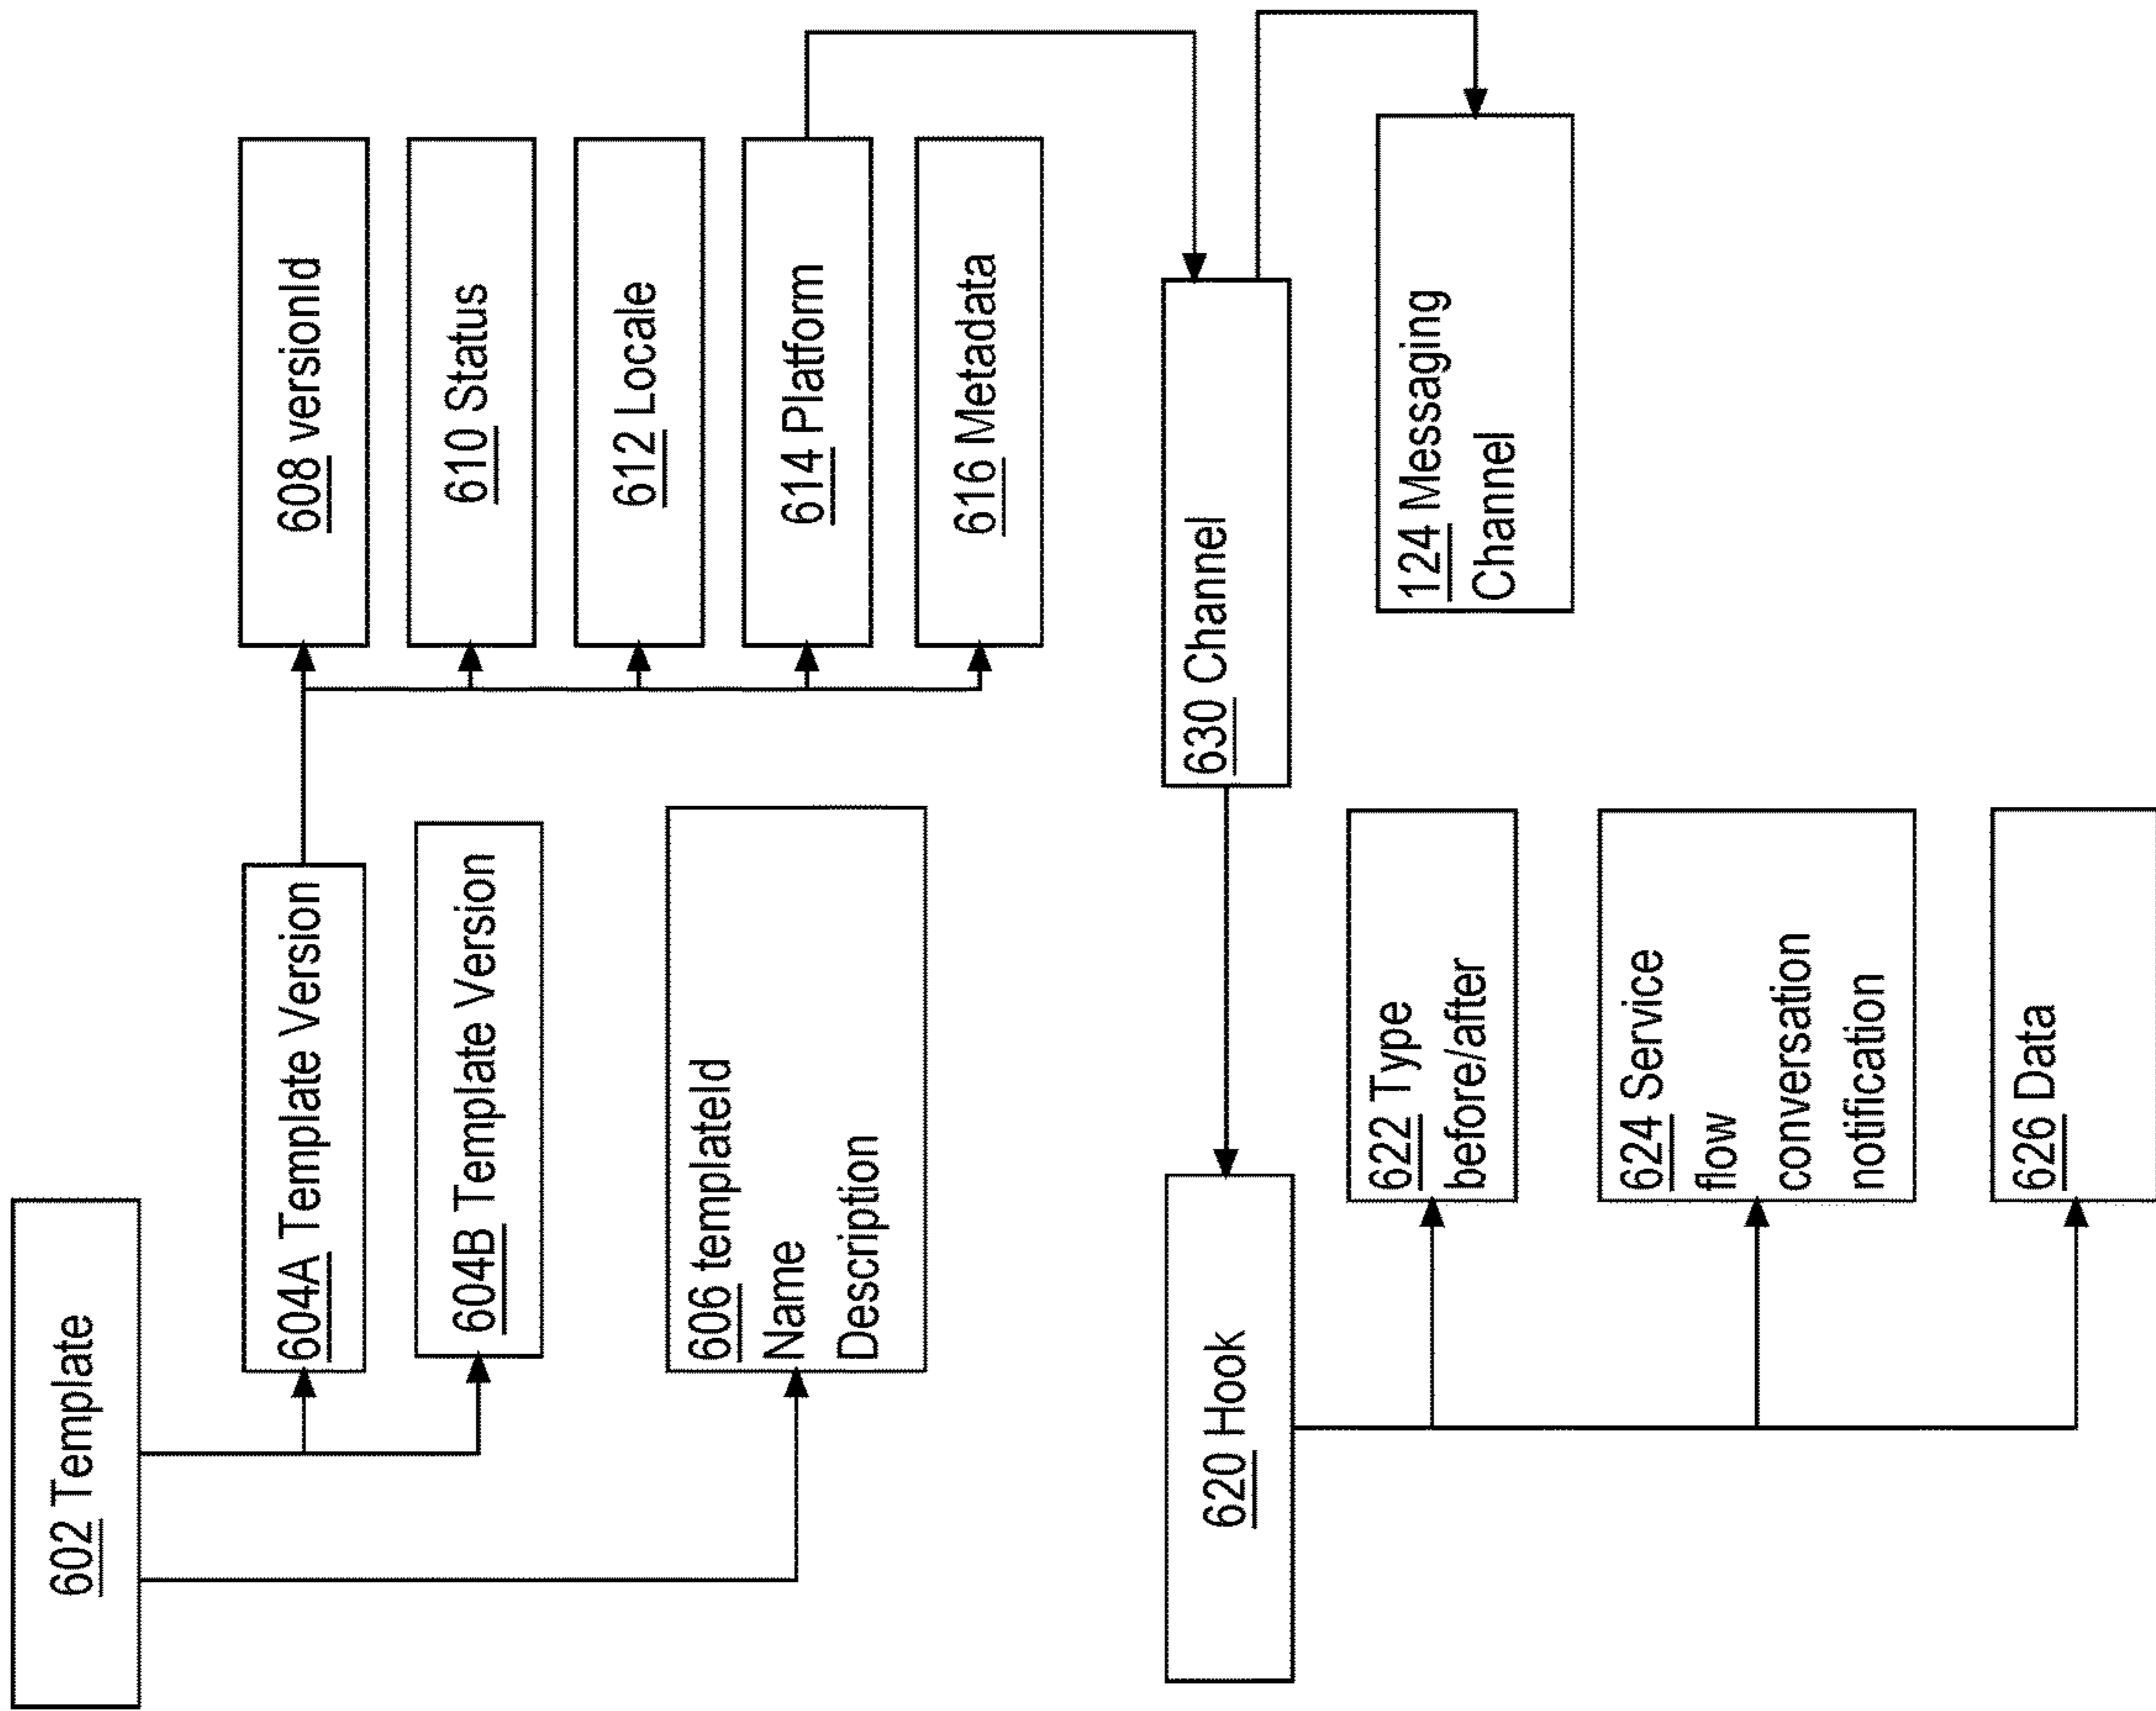 602 Template
604A Template Version
604B Template Version
606 templateId
Name
Description
608 versionId
610 Status
612 Locale
614 Platform
616 Metadata
620 Hook
630 Channel
622 Type
before/after
624 Service
flow
conversation
notification
626 Data
124 Messaging
Channel